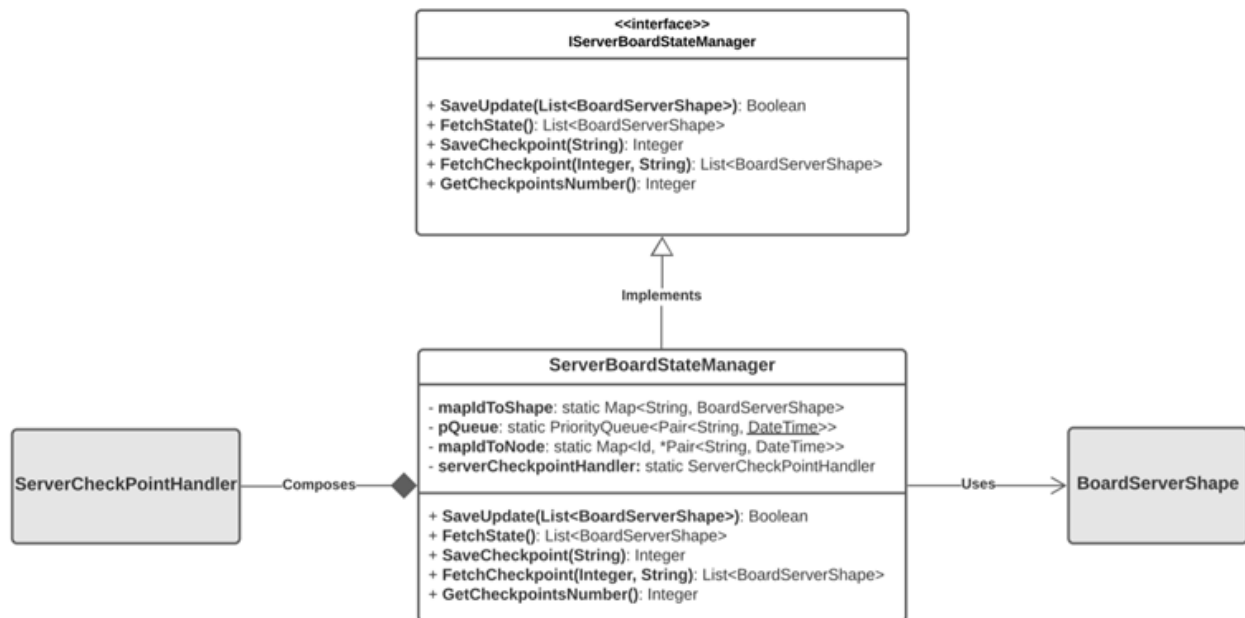 <<interface>>
IServerBoardStateManager
+ SaveUpdate(List<BoardServerShape>): Boolean
+ FetchState(): List<BoardServerShape>
+ SaveCheckpoint(String): Integer
+ FetchCheckpoint(Integer, String): List<BoardServerShape>
+ GetCheckpointsNumber(): Integer
Implements
ServerBoardStateManager
- mapIdToShape: static Map<String, BoardServerShape>
- pQueue: static PriorityQueue<Pair<String, DateTime>>
- mapIdToNode: static Map<Id, *Pair<String, DateTime>>
- serverCheckpointHandler: static ServerCheckPointHandler
ServerCheckPointHandler
Composes
Uses
BoardServerShape
+ SaveUpdate(List<BoardServerShape>): Boolean
+ FetchState(): List<BoardServerShape>
+ SaveCheckpoint(String): Integer
+ FetchCheckpoint(Integer, String): List<BoardServerShape>
+ GetCheckpointsNumber(): Integer